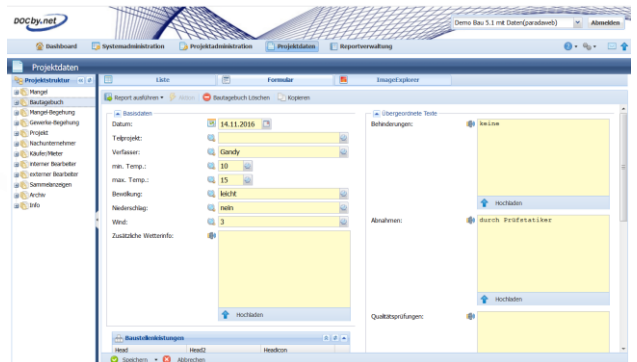 DOCby.net
Demo Bau 5.1 mit Daten(paradaweb)
Abmelden
Dashboard
Systemadministration
Projektadministration
Projektdaten
Reportverwaltung
Projektdaten
Projektstruktur
Liste
Formular
ImageExplorer
Mangel
Bautagebuch
Mangel-Begehung
Gewerke-Begehung
Projekt
Nachunternehmer
Käufer/Mieter
interner Bearbeiter
externer Bearbeiter
Sammelanzeigen
Archiv
Info
Report ausführen
Bautagebuch Löschen
Kopieren
Basisdaten
Datum: 14.11.2016
Teilprojekt:
Verfasser: Gandy
min. Temp.: 10
max. Temp.: 15
Bewölkung: leicht
Niederschlag: nein
Wind: 3
Zusätzliche Wetterinfo:
Hochladen
Baustellenleistungen
Head Head2 HeadIcon
Übergeordnete Texte
Behinderungen: keine
Hochladen
Abnahmen: durch Prüfstatiker
Hochladen
Qualitätsprüfungen:
Speichern
Abbrechen